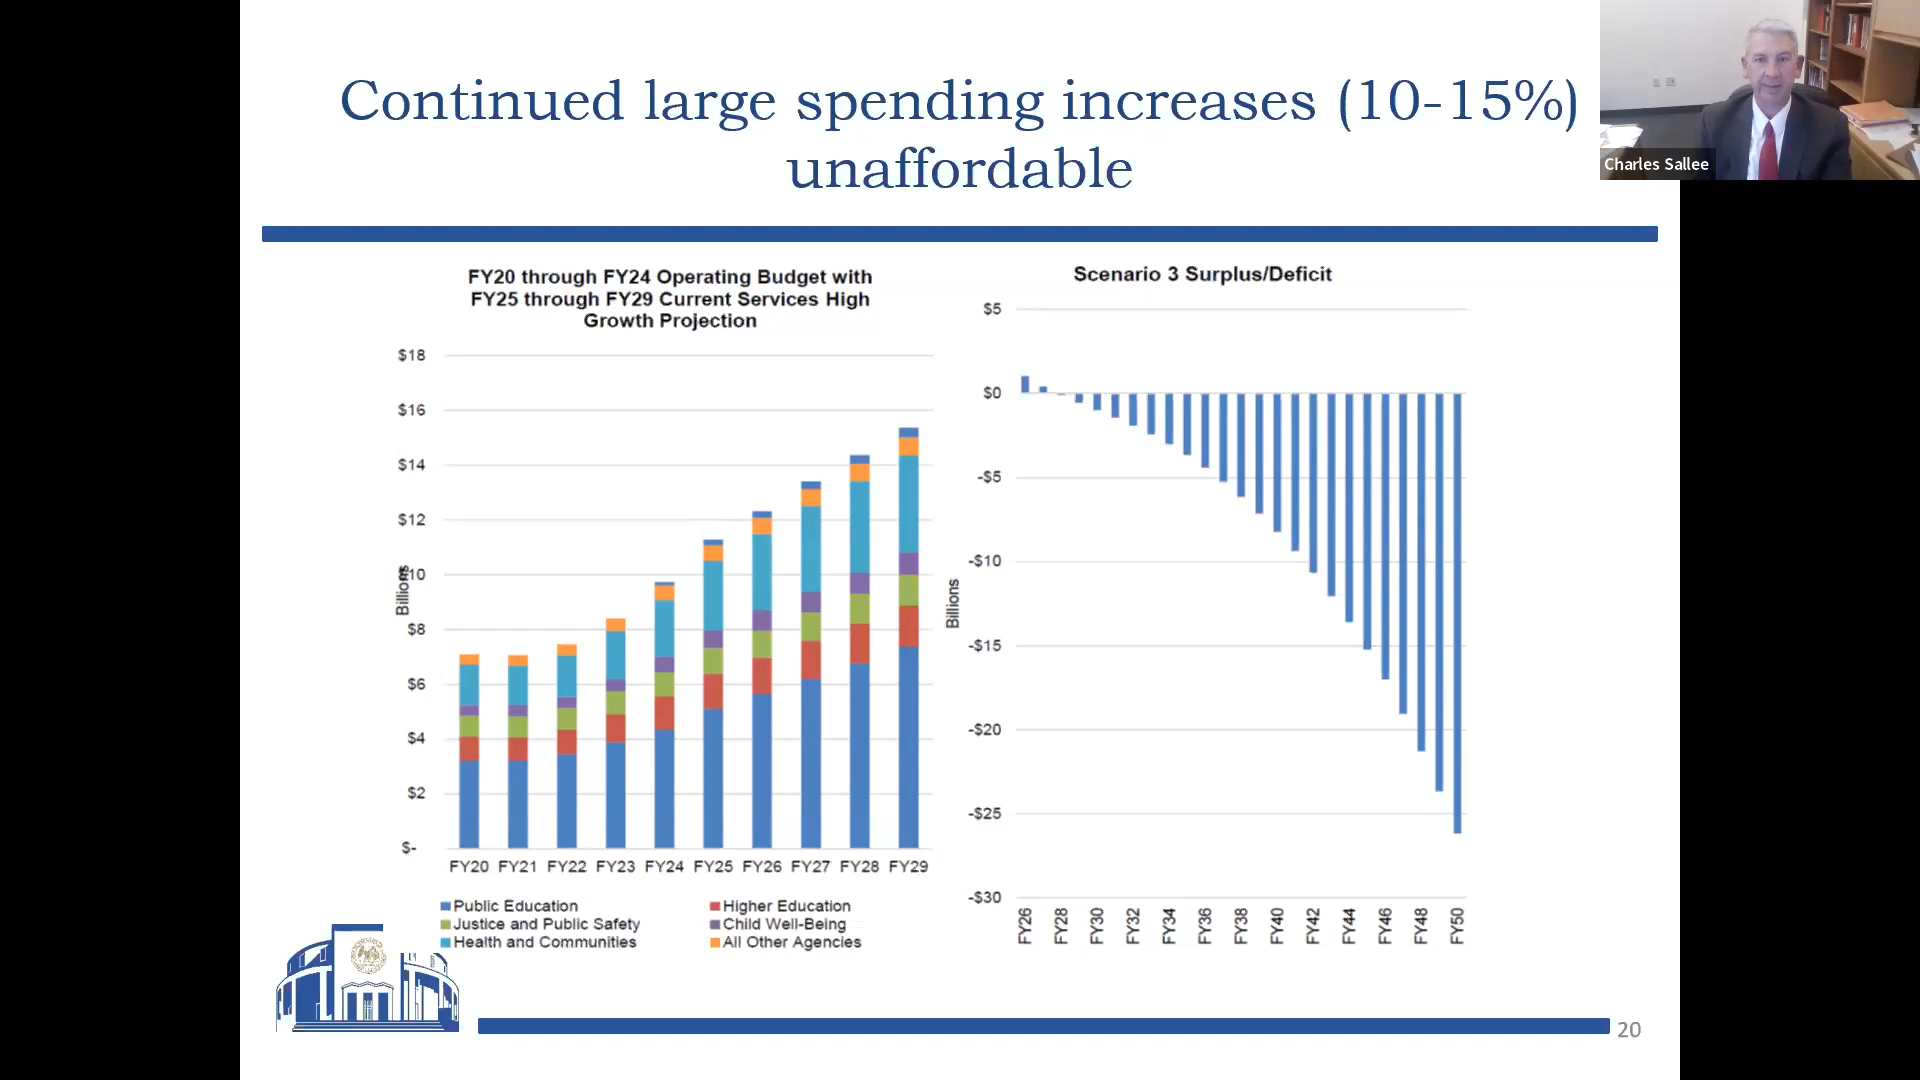 Continued large spending increases (10-15%)
unaffordable
Charles Sallee
FY20 through FY24 Operating Budget with
FY25 through FY29 Current Services High
Growth Projection
$18
$16
$14
$12
$10
$8
$6
$4
$2
$-
Billions
FY20 FY21 FY22 FY23 FY24 FY25 FY26 FY27 FY28 FY29
Public Education
Higher Education
Justice and Public Safety
Child Well-Being
Health and Communities
All Other Agencies
Scenario 3 Surplus/Deficit
$5
$0
-$5
-$10
-$15
-$20
-$25
-$30
Billions
FY26 FY28 FY30 FY32 FY34 FY36 FY38 FY40 FY42 FY44 FY46 FY48 FY50
20